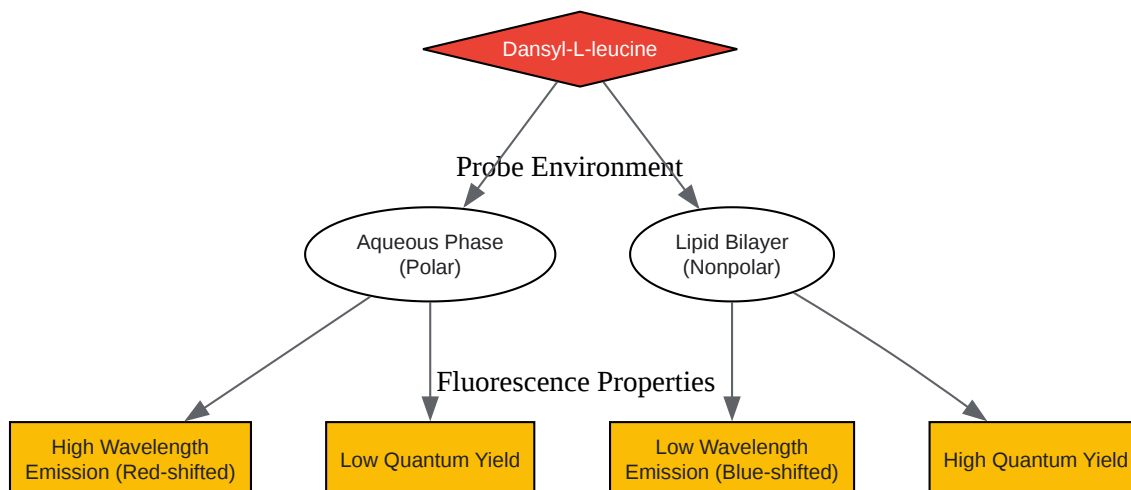 Dansyl-L-leucine
Probe Environment
Aqueous Phase
(Polar)
Lipid Bilayer
(Nonpolar)
Fluorescence Properties
High Wavelength
Emission (Red-shifted)
Low Quantum Yield
Low Wavelength
Emission (Blue-shifted)
High Quantum Yield